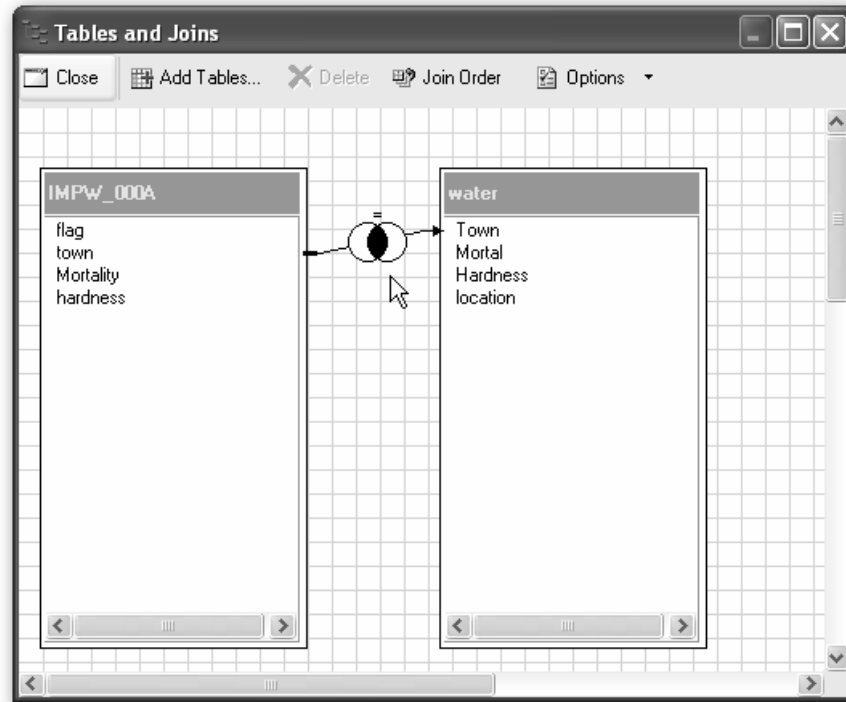 Tables and Joins
Close Add Tables... Delete Join Order Options
IMPW_000A
flag
town
Mortality
hardness
=
water
Town
Mortal
Hardness
location